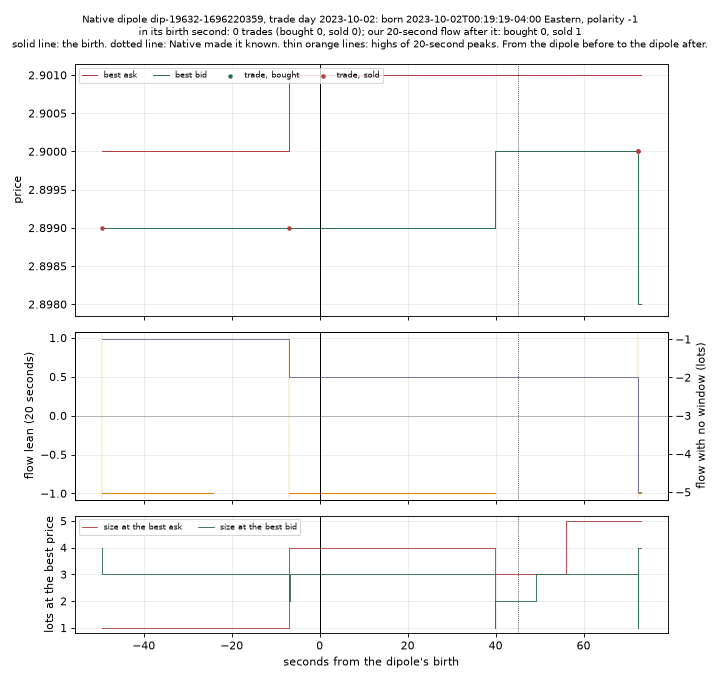 Native dipole dip-19632-1696220359, trade day 2023-10-02: born 2023-10-02T00:19:19-04:00 Eastern, polarity -1
in its birth second: 0 trades (bought 0, sold 0); our 20-second flow after it: bought 0, sold 1
solid line: the birth. dotted line: Native made it known. thin orange lines: highs of 20-second peaks. From the dipole before to the dipole after.
best ask best bid trade, bought trade, sold
2.9010
2.9005
2.9000
2.8995
2.8990
2.8985
2.8980
price
1.0
0.5
0.0
−0.5
−1.0
flow lean (20 seconds)
−1
−2
−3
−4
−5
flow with no window (lots)
size at the best ask size at the best bid
5
4
3
2
1
lots at the best price
−40 −20 0 20 40 60
seconds from the dipole's birth